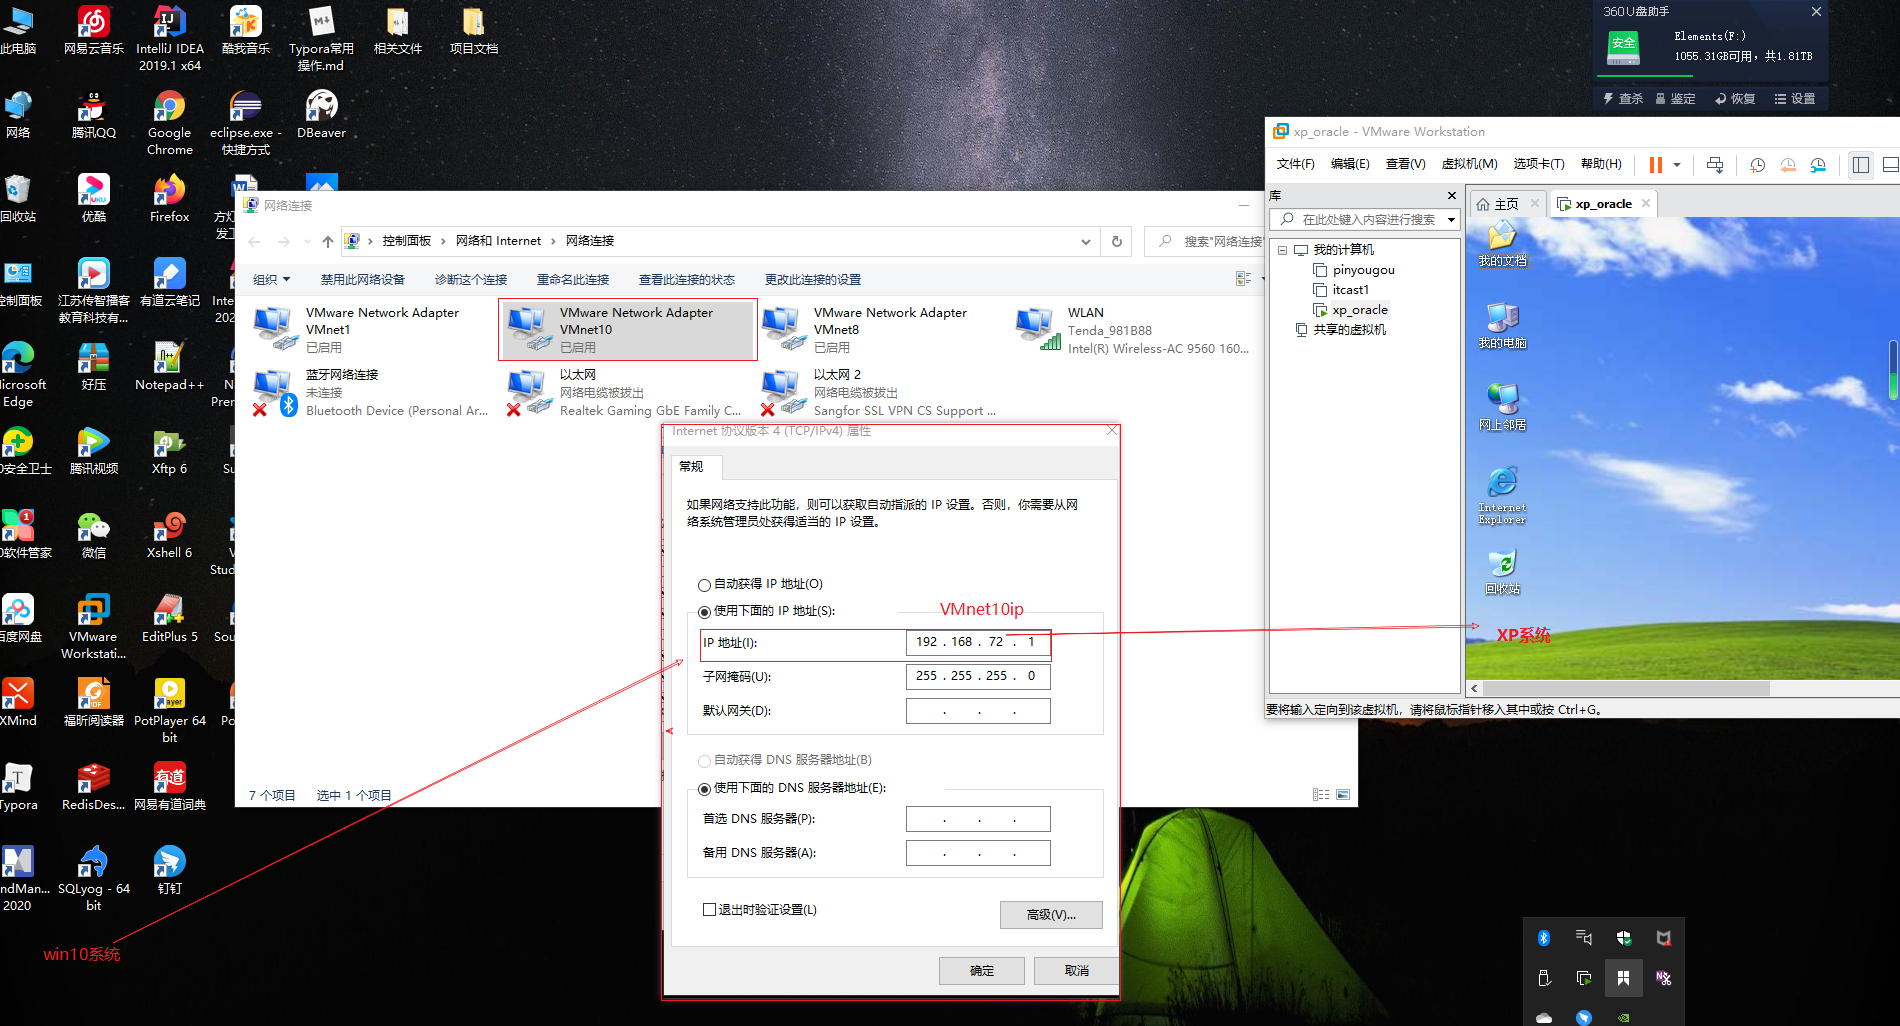 此电脑
网易云音乐
IntelliJ IDEA
2019.1 x64
酷我音乐
Typora常用
操作.md
相关文件
项目文档
网络
腾讯QQ
Google
Chrome
eclipse.exe -
快捷方式
DBeaver
回收站
优酷
Firefox
控制面板
江苏传智播客
教育科技有...
有道云笔记
Microsoft
Edge
好压
Notepad++
腾讯视频
Xftp 6
软件管家
微信
Xshell 6
百度网盘
VMware
Workstati...
EditPlus 5
XMind
福昕阅读器
PotPlayer 64
bit
Typora
RedisDes...
网易有道词典
ndMan...
2020
SQLyog - 64
bit
钉钉
win10系统
360U盘助手
安全
Elements(F:)
1055.31GB可用，共1.81TB
查杀
鉴定
恢复
设置
网络连接
控制面板 › 网络和 Internet › 网络连接
搜索"网络连接"
组织
禁用此网络设备
诊断这个连接
重命名此连接
查看此连接的状态
更改此连接的设置
VMware Network Adapter
VMnet1
已启用
VMware Network Adapter
VMnet10
已启用
VMware Network Adapter
VMnet8
已启用
WLAN
Tenda_981B88
Intel(R) Wireless-AC 9560 160...
蓝牙网络连接
未连接
Bluetooth Device (Personal Ar...
以太网
网络电缆被拔出
Realtek Gaming GbE Family C...
以太网 2
网络电缆被拔出
Sangfor SSL VPN CS Support ...
7 个项目
选中 1 个项目
Internet 协议版本 4 (TCP/IPv4) 属性
常规
如果网络支持此功能，则可以获取自动指派的 IP 设置。否则，你需要从网
络系统管理员处获得适当的 IP 设置。
自动获得 IP 地址(O)
使用下面的 IP 地址(S):
VMnet10ip
IP 地址(I):
192 . 168 . 72 . 1
子网掩码(U):
255 . 255 . 255 . 0
默认网关(D):
. . .
自动获得 DNS 服务器地址(B)
使用下面的 DNS 服务器地址(E):
首选 DNS 服务器(P):
. . .
备用 DNS 服务器(A):
. . .
退出时验证设置(L)
高级(V)...
确定
取消
xp_oracle - VMware Workstation
文件(F)
编辑(E)
查看(V)
虚拟机(M)
选项卡(T)
帮助(H)
库
在此处键入内容进行搜索
我的计算机
pinyougou
itcast1
xp_oracle
共享的虚拟机
主页
xp_oracle
我的文档
我的电脑
网上邻居
Internet
Explorer
回收站
XP系统
要将输入定向到该虚拟机，请将鼠标指针移入其中或按 Ctrl+G。